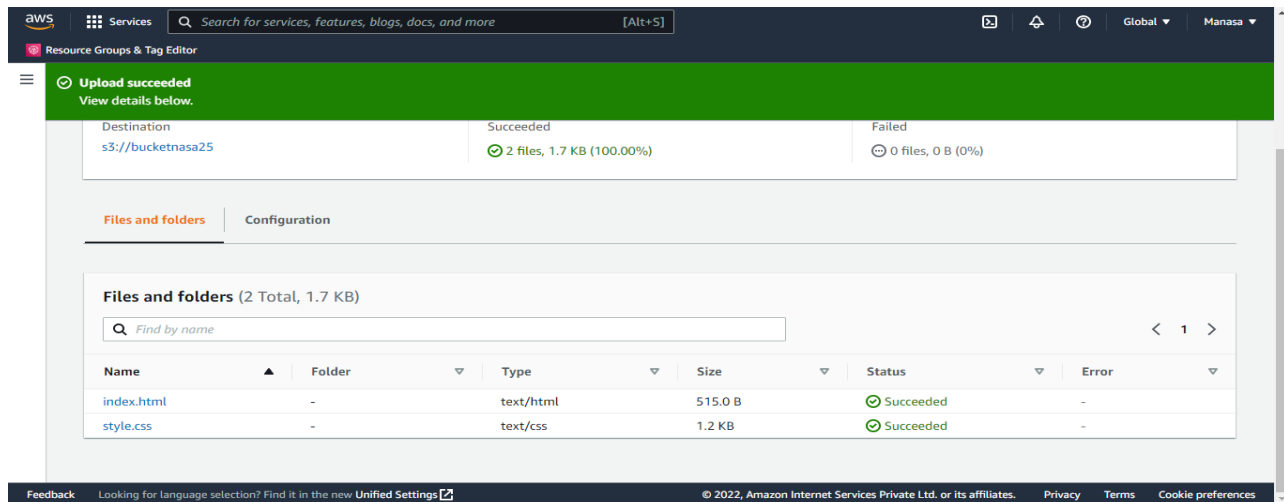 aws Services Search for services, features, blogs, docs, and more [Alt+S] Global Manasa
Resource Groups & Tag Editor
Upload succeeded
View details below.
Destination Succeeded Failed
s3://bucketnasa25 2 files, 1.7 KB (100.00%) 0 files, 0 B (0%)
Files and folders Configuration
Files and folders (2 Total, 1.7 KB)
Find by name 1
Name Folder Type Size Status Error
index.html - text/html 515.0 B Succeeded -
style.css - text/css 1.2 KB Succeeded -
Feedback Looking for language selection? Find it in the new Unified Settings © 2022, Amazon Internet Services Private Ltd. or its affiliates. Privacy Terms Cookie preferences